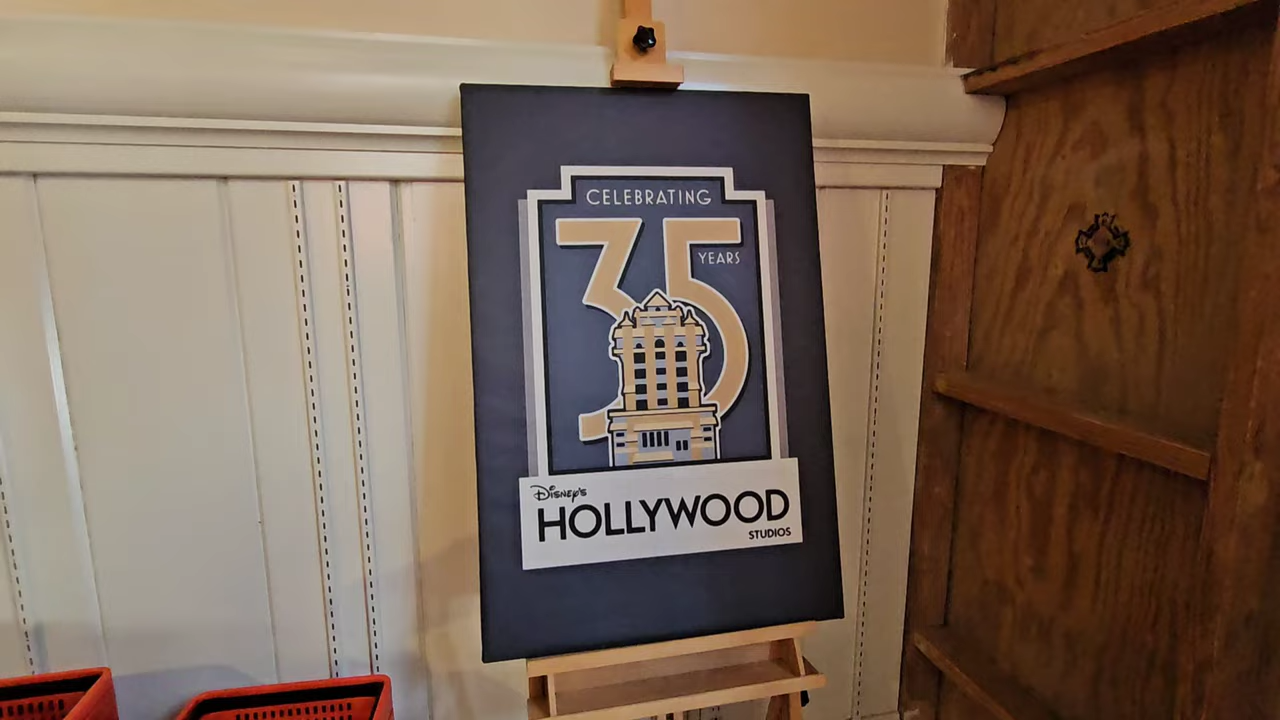 CELEBRATING
35
YEARS
Disney's
HOLLYWOOD
STUDIOS